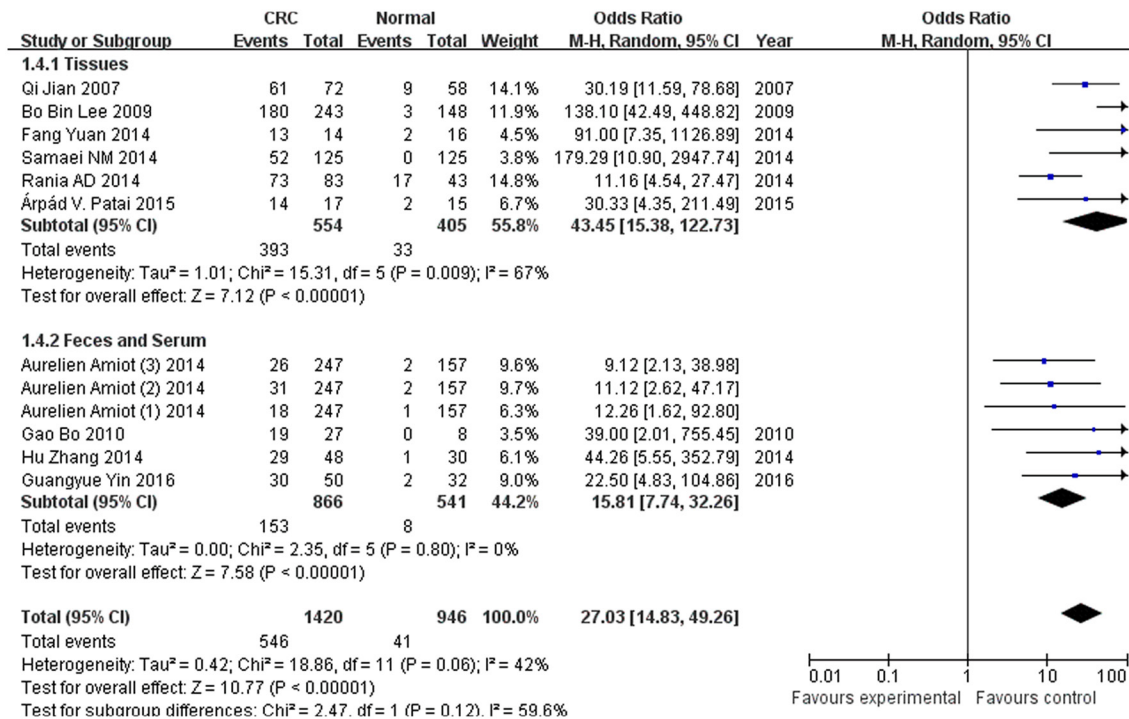 CRC Normal Odds Ratio Odds Ratio
Study or Subgroup Events Total Events Total Weight M-H, Random, 95% CI Year M-H, Random, 95% CI
1.4.1 Tissues
Qi Jian 2007 61 72 9 58 14.1% 30.19 [11.59, 78.68] 2007
Bo Bin Lee 2009 180 243 3 148 11.9% 138.10 [42.49, 448.82] 2009
Fang Yuan 2014 13 14 2 16 4.5% 91.00 [7.35, 1126.89] 2014
Samaei NM 2014 52 125 0 125 3.8% 179.29 [10.90, 2947.74] 2014
Rania AD 2014 73 83 17 43 14.8% 11.16 [4.54, 27.47] 2014
Árpád V. Patai 2015 14 17 2 15 6.7% 30.33 [4.35, 211.49] 2015
Subtotal (95% CI) 554 405 55.8% 43.45 [15.38, 122.73]
Total events 393 33
Heterogeneity: Tau² = 1.01; Chi² = 15.31, df = 5 (P = 0.009); I² = 67%
Test for overall effect: Z = 7.12 (P < 0.00001)
1.4.2 Feces and Serum
Aurelien Amiot (3) 2014 26 247 2 157 9.6% 9.12 [2.13, 38.98]
Aurelien Amiot (2) 2014 31 247 2 157 9.7% 11.12 [2.62, 47.17]
Aurelien Amiot (1) 2014 18 247 1 157 6.3% 12.26 [1.62, 92.80]
Gao Bo 2010 19 27 0 8 3.5% 39.00 [2.01, 755.45] 2010
Hu Zhang 2014 29 48 1 30 6.1% 44.26 [5.55, 352.79] 2014
Guangyue Yin 2016 30 50 2 32 9.0% 22.50 [4.83, 104.86] 2016
Subtotal (95% CI) 866 541 44.2% 15.81 [7.74, 32.26]
Total events 153 8
Heterogeneity: Tau² = 0.00; Chi² = 2.35, df = 5 (P = 0.80); I² = 0%
Test for overall effect: Z = 7.58 (P < 0.00001)
Total (95% CI) 1420 946 100.0% 27.03 [14.83, 49.26]
Total events 546 41
Heterogeneity: Tau² = 0.42; Chi² = 18.86, df = 11 (P = 0.06); I² = 42%
Test for overall effect: Z = 10.77 (P < 0.00001)
Test for subgroup differences: Chi² = 2.47, df = 1 (P = 0.12), I² = 59.6%
0.01 0.1 1 10 100
Favours experimental Favours control